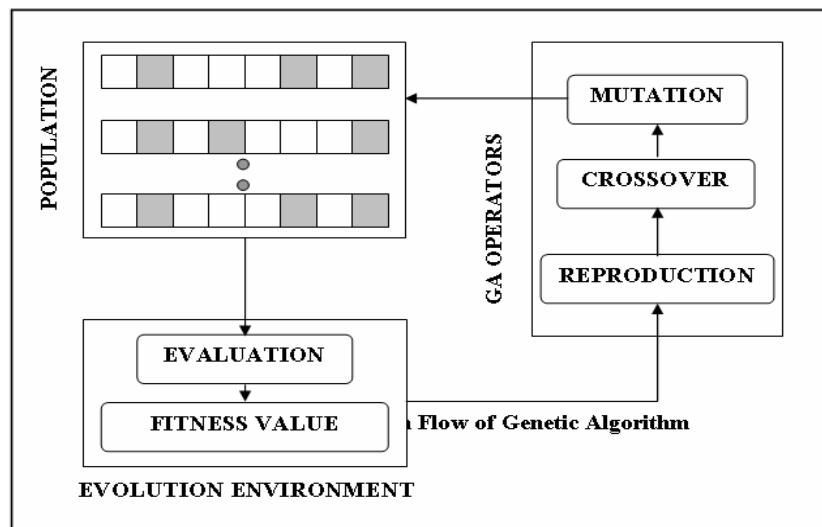 POPULATION
MUTATION
CROSSOVER
REPRODUCTION
GA OPERATORS
EVALUATION
FITNESS VALUE
Flow of Genetic Algorithm
EVOLUTION ENVIRONMENT